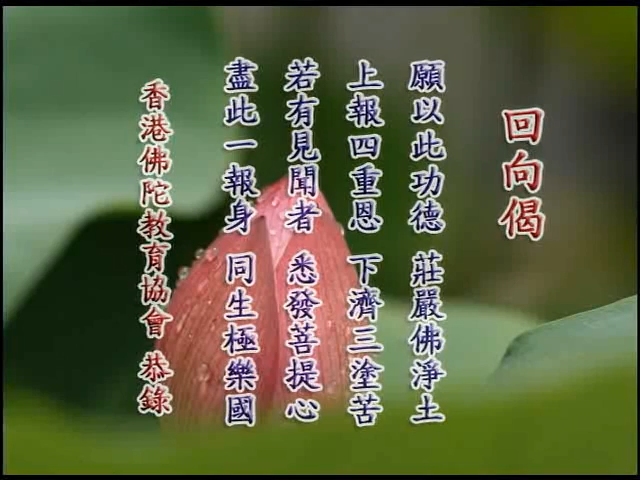 回向偈
願以此功德 莊嚴佛淨土
上報四重恩 下濟三塗苦
若有見聞者 悉發菩提心
盡此一報身 同生極樂國
香港佛陀教育協會 恭錄